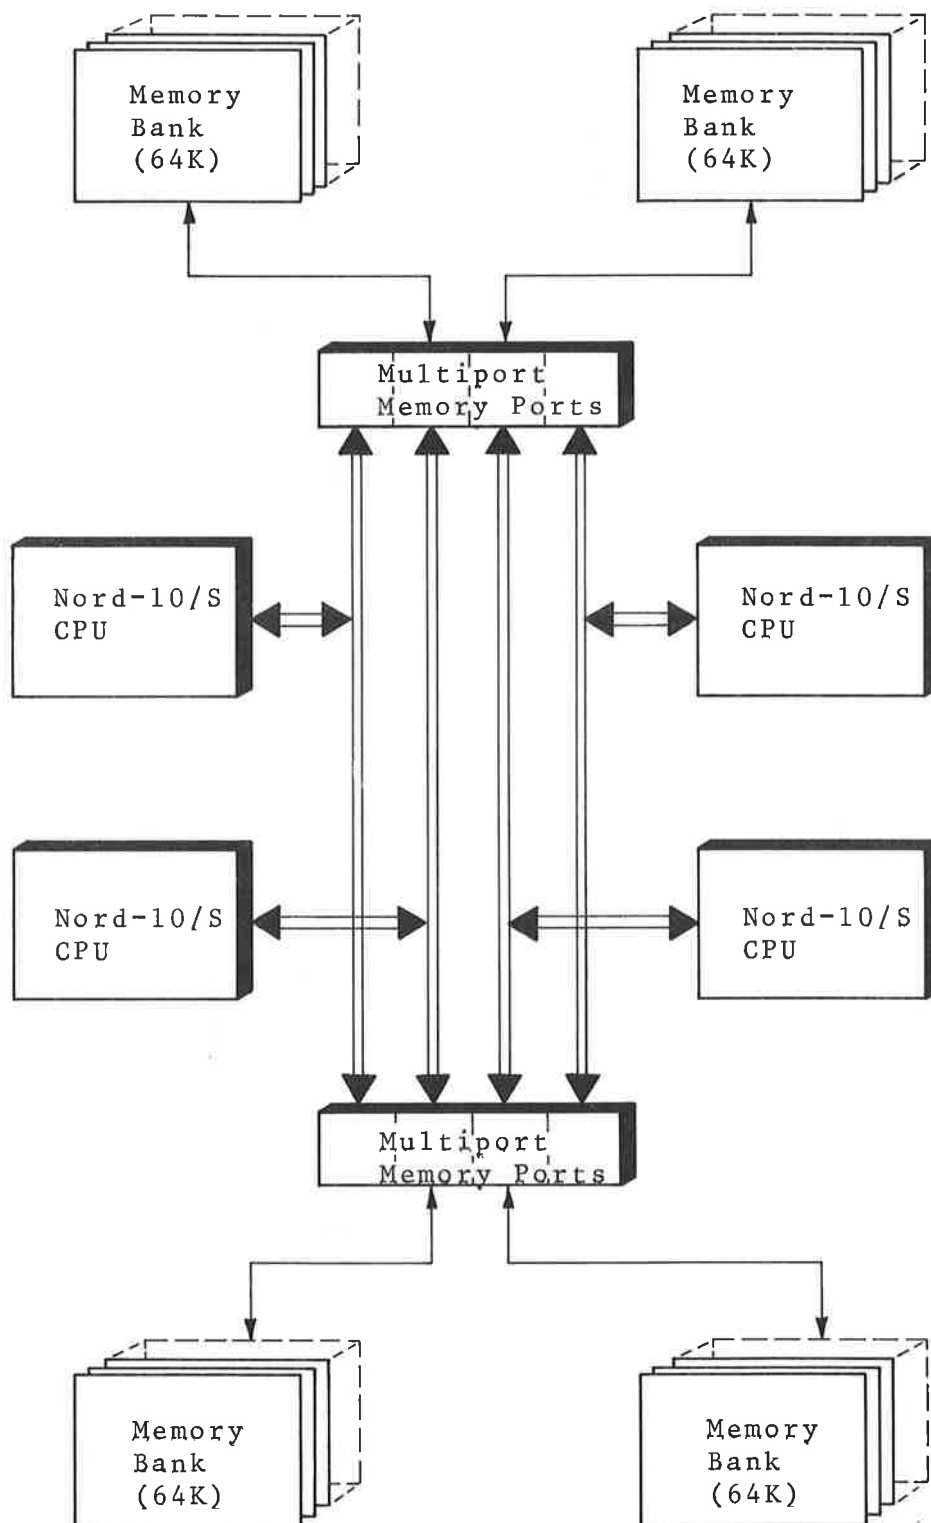 Memory
Bank
(64K)
Memory
Bank
(64K)
Multiport
Memory Ports
Nord-10/S
CPU
Nord-10/S
CPU
Nord-10/S
CPU
Nord-10/S
CPU
Multiport
Memory Ports
Memory
Bank
(64K)
Memory
Bank
(64K)